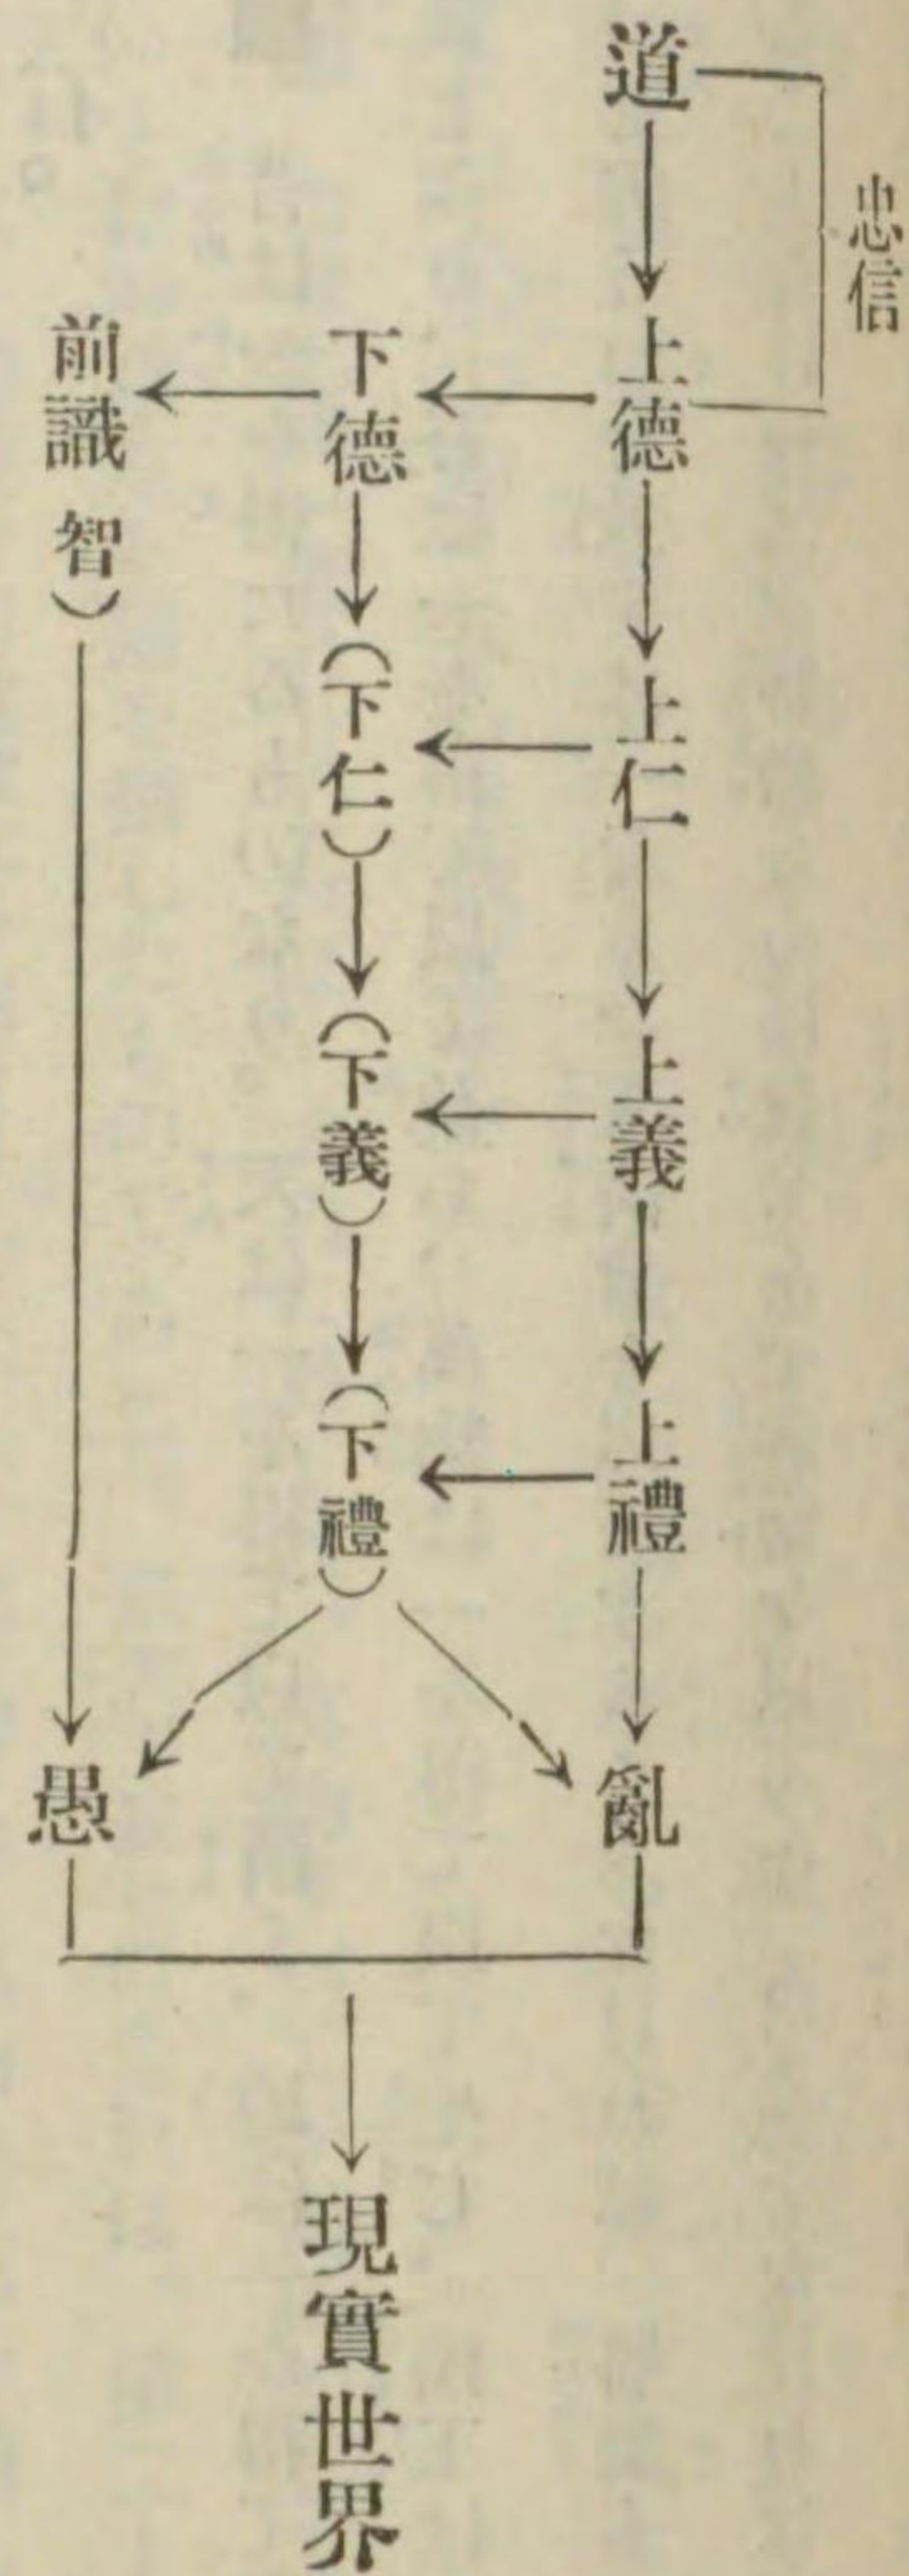 忠信
道
上德
上仁
上義
上禮
亂
下德
（下仁）
（下義）
（下禮）
前識 智）
愚
現實世界